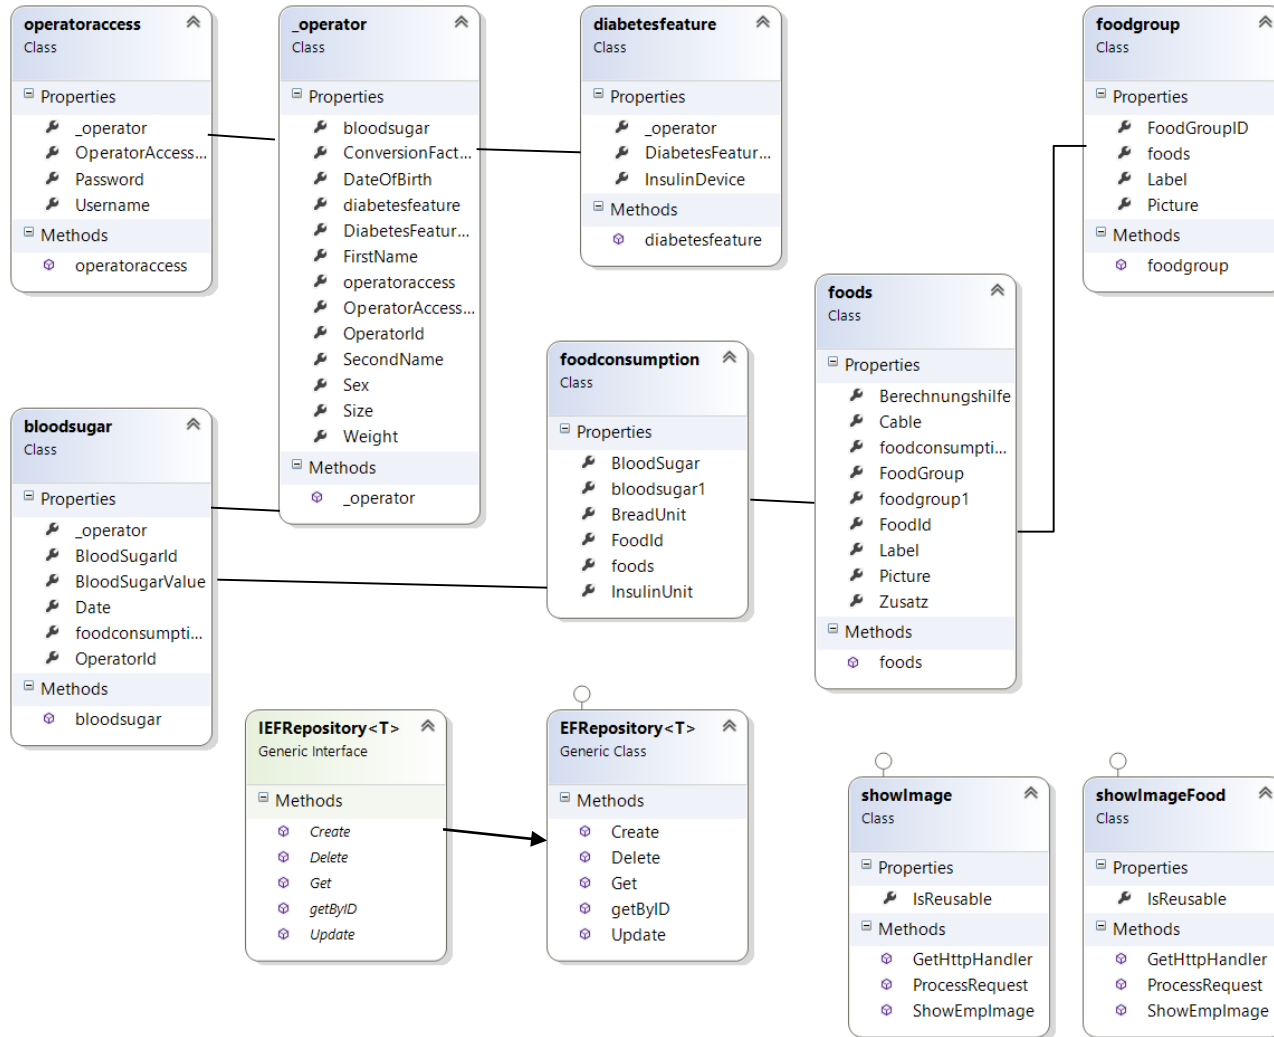 operatoraccess
Class
Properties
_operator
OperatorAccess...
Password
Username
Methods
operatoraccess
_operator
Class
Properties
bloodsugar
ConversionFact...
DateOfBirth
diabetesfeature
DiabetesFeatur...
FirstName
operatoraccess
OperatorAccess...
OperatorId
SecondName
Sex
Size
Weight
Methods
_operator
diabetesfeature
Class
Properties
_operator
DiabetesFeatur...
InsulinDevice
Methods
diabetesfeature
foodgroup
Class
Properties
FoodGroupID
foods
Label
Picture
Methods
foodgroup
foods
Class
Properties
Berechnungshilfe
Cable
foodconsumpti...
FoodGroup
foodgroup1
FoodId
Label
Picture
Zusatz
Methods
foods
foodconsumption
Class
Properties
BloodSugar
bloodsugar1
BreadUnit
FoodId
foods
InsulinUnit
bloodsugar
Class
Properties
_operator
BloodSugarId
BloodSugarValue
Date
foodconsumpti...
OperatorId
Methods
bloodsugar
IEFRepository<T>
Generic Interface
Methods
Create
Delete
Get
getByID
Update
EFRepository<T>
Generic Class
Methods
Create
Delete
Get
getByID
Update
showImage
Class
Properties
IsReusable
Methods
GetHttpHandler
ProcessRequest
ShowEmpImage
showImageFood
Class
Properties
IsReusable
Methods
GetHttpHandler
ProcessRequest
ShowEmpImage